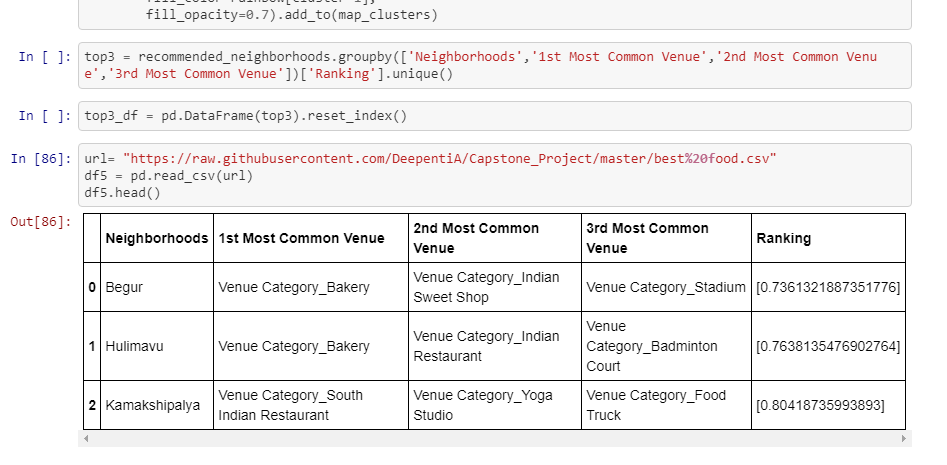 fill_opacity=0.7).add_to(map_clusters)
In [ ]: top3 = recommended_neighborhoods.groupby(['Neighborhoods','1st Most Common Venue','2nd Most Common Venu
e','3rd Most Common Venue'])['Ranking'].unique()
In [ ]: top3_df = pd.DataFrame(top3).reset_index()
In [86]: url= "https://raw.githubusercontent.com/DeepentiA/Capstone_Project/master/best%20food.csv"
df5 = pd.read_csv(url)
df5.head()
Out[86]:
Neighborhoods 1st Most Common Venue 2nd Most Common Venue 3rd Most Common Venue Ranking
0 Begur Venue Category_Bakery Venue Category_Indian Sweet Shop Venue Category_Stadium [0.7361321887351776]
1 Hulimavu Venue Category_Bakery Venue Category_Indian Restaurant Venue Category_Badminton Court [0.7638135476902764]
2 Kamakshipalya Venue Category_South Indian Restaurant Venue Category_Yoga Studio Venue Category_Food Truck [0.80418735993893]